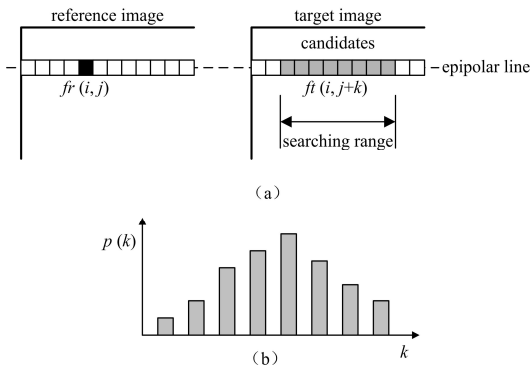 reference image
target image
candidates
epipolar line
fr (i, j)
ft (i, j+k)
searching range
(a)
p (k)
k
(b)